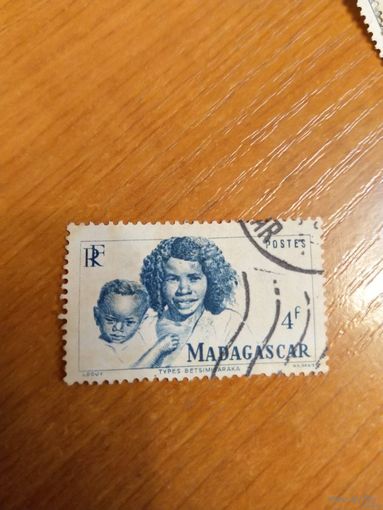 RF
POSTES
4F
MADAGASCAR
TYPES BETSIMISARAKA